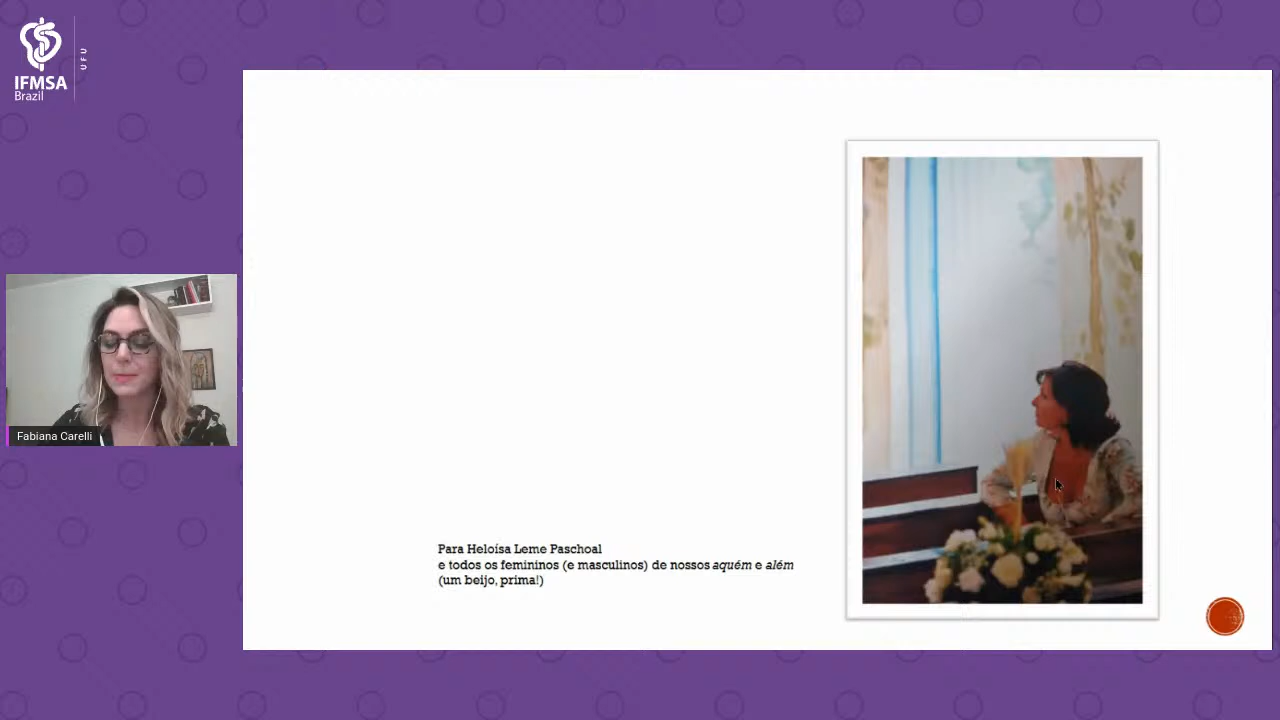 IFMSA
Brazil
UFU
Fabiana Carelli
Para Heloísa Leme Paschoal
e todos os femininos (e masculinos) de nossos aquém e além
(um beijo, prima!)